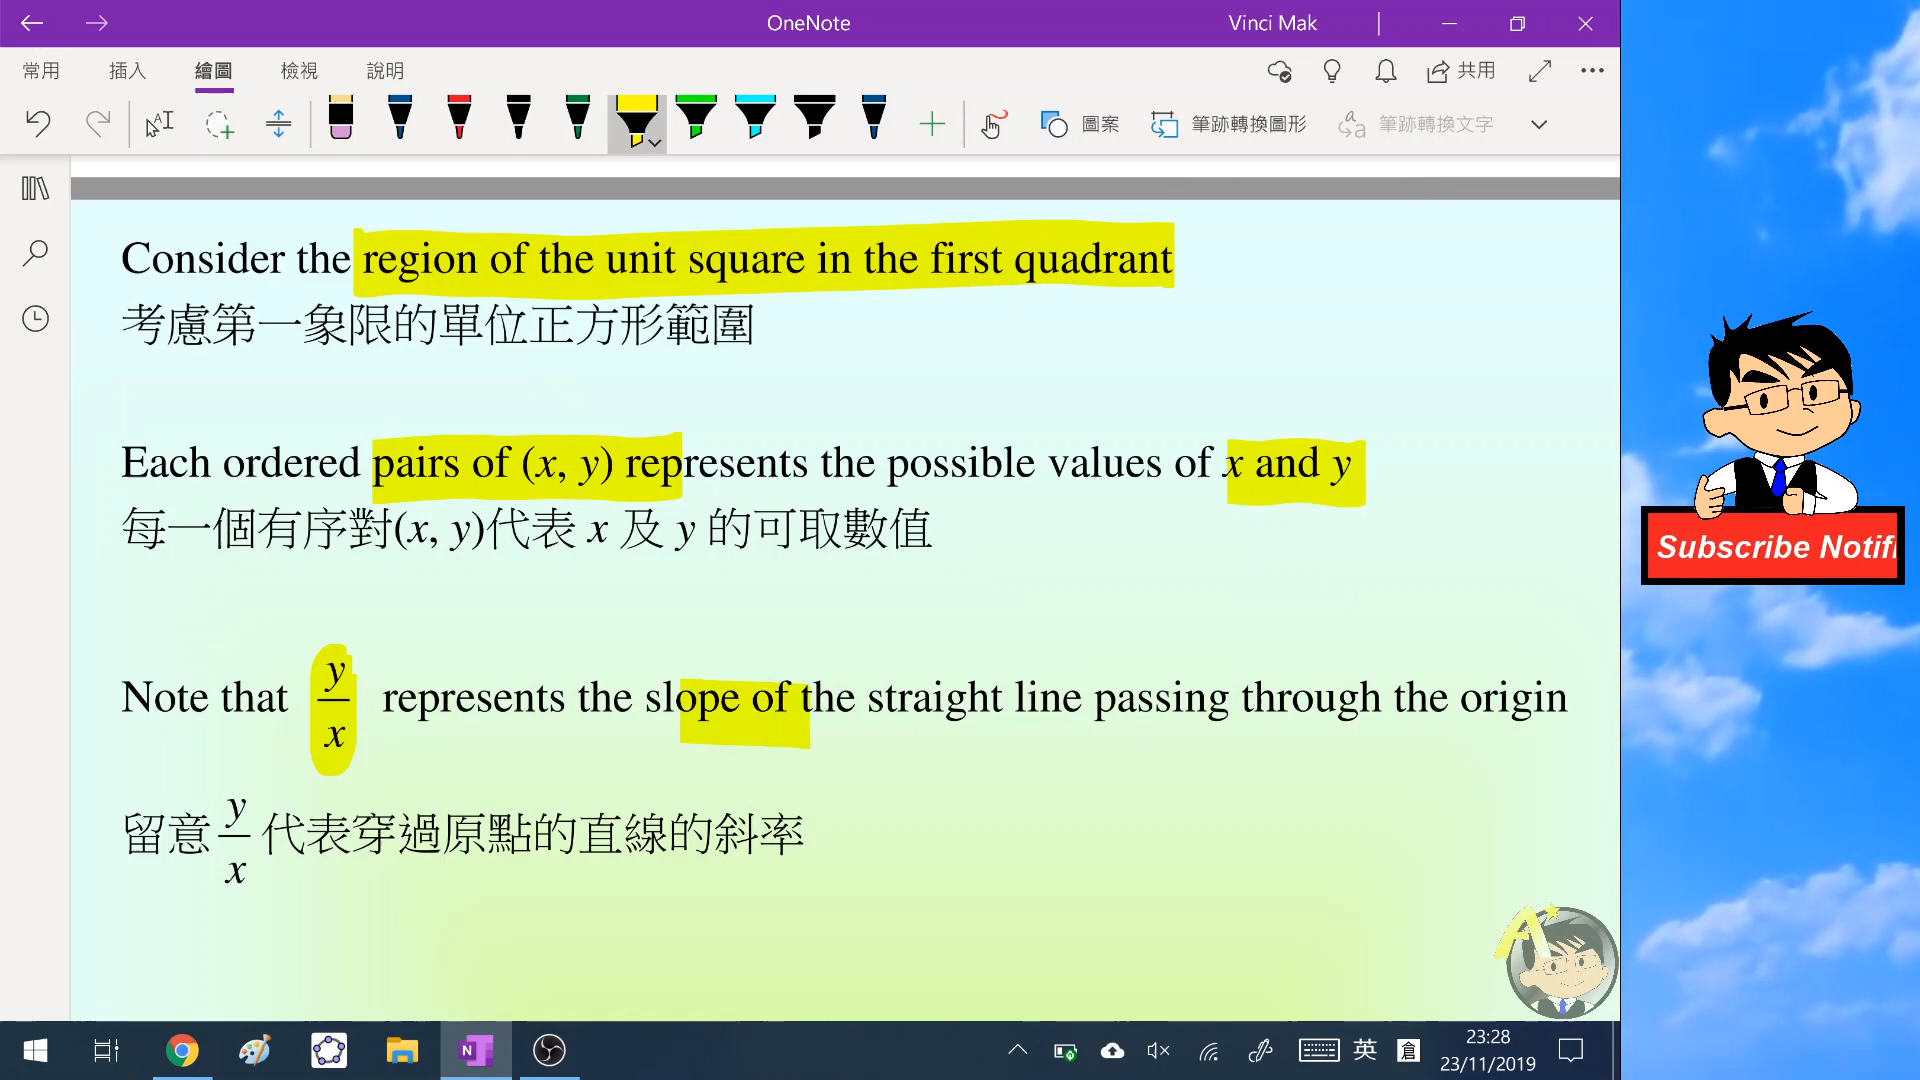 OneNote
Vinci Mak
常用 插入 繪圖 檢視 說明
共用
圖案
筆跡轉換圖形
筆跡轉換文字
Consider the region of the unit square in the first quadrant
考慮第一象限的單位正方形範圍
Each ordered pairs of (x, y) represents the possible values of x and y
每一個有序對(x, y)代表 x 及 y 的可取數值
Note that y/x represents the slope of the straight line passing through the origin
留意 y/x 代表穿過原點的直線的斜率
Subscribe Notifi
A
英
倉
23:28
23/11/2019